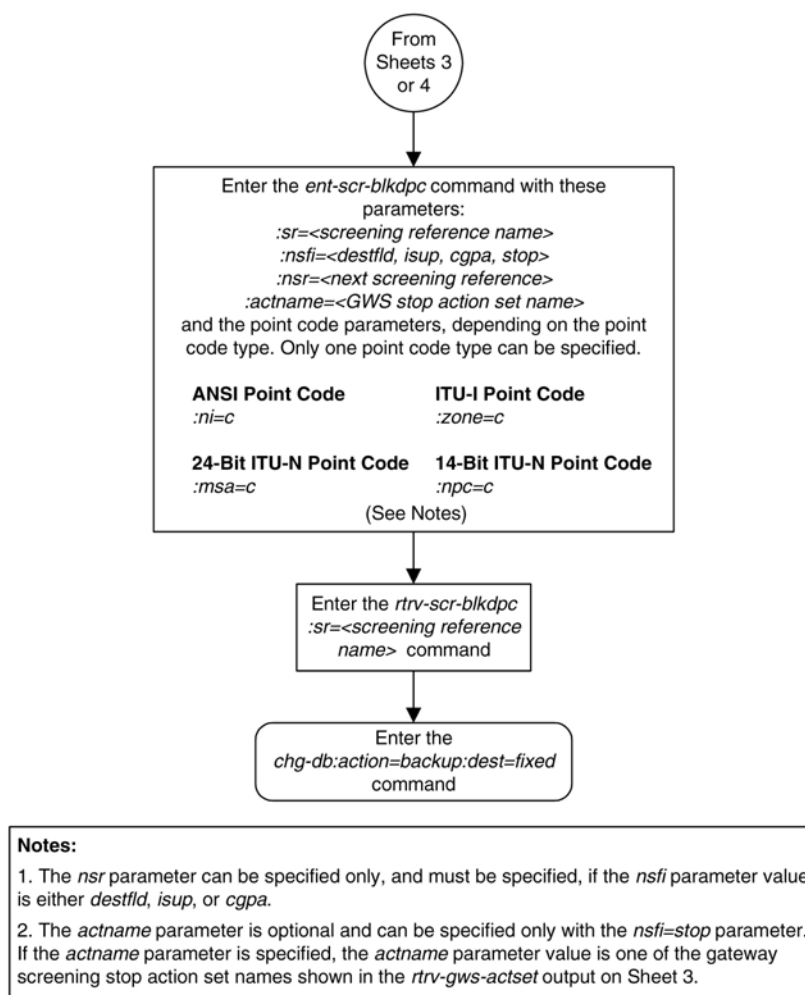 From
Sheets 3
or 4
Enter the ent-scr-blkdpc command with these
parameters:
:sr=<screening reference name>
:nsfi=<destfld, isup, cgpa, stop>
:nsr=<next screening reference>
:actname=<GWS stop action set name>
and the point code parameters, depending on the point
code type. Only one point code type can be specified.
ANSI Point Code
:ni=c
ITU-I Point Code
:zone=c
24-Bit ITU-N Point Code
:msa=c
14-Bit ITU-N Point Code
:npc=c
(See Notes)
Enter the rtrv-scr-blkdpc
:sr=<screening reference
name> command
Enter the
chg-db:action=backup:dest=fixed
command
Notes:
1. The nsr parameter can be specified only, and must be specified, if the nsfi parameter value
is either destfld, isup, or cgpa.
2. The actname parameter is optional and can be specified only with the nsfi=stop parameter.
If the actname parameter is specified, the actname parameter value is one of the gateway
screening stop action set names shown in the rtrv-gws-actset output on Sheet 3.